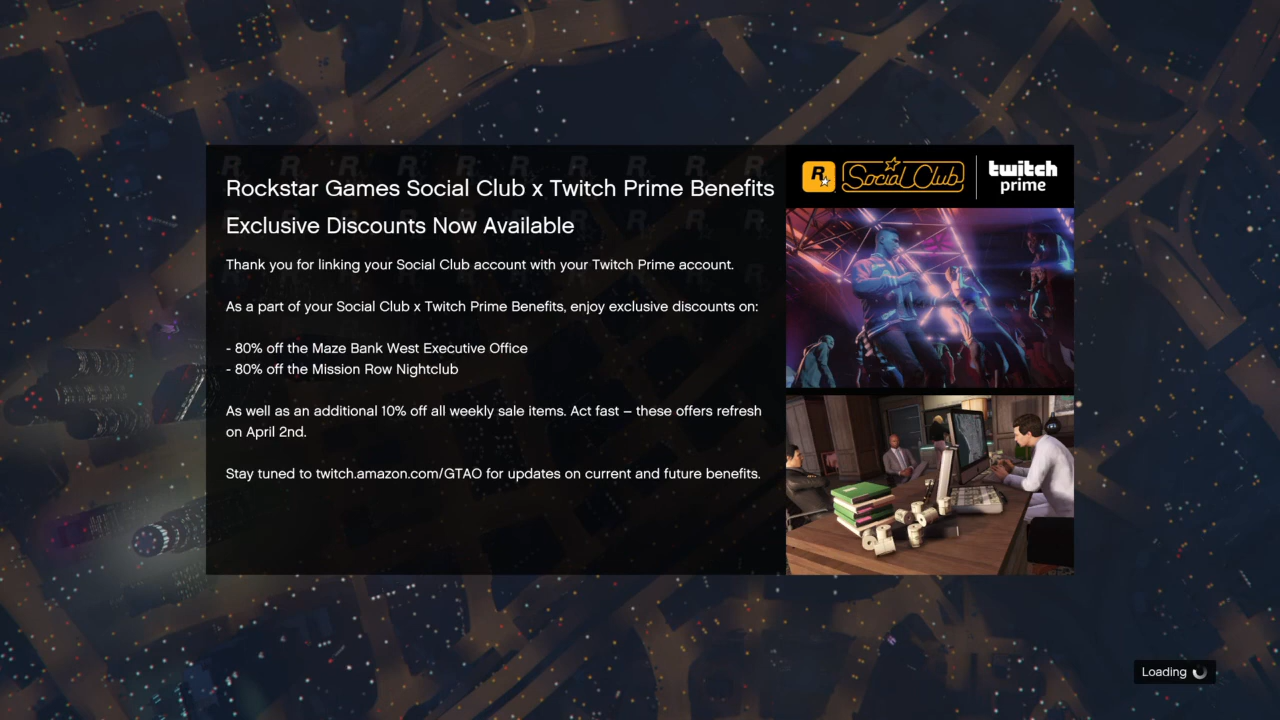 Rockstar Games Social Club x Twitch Prime Benefits
Exclusive Discounts Now Available
Thank you for linking your Social Club account with your Twitch Prime account.
As a part of your Social Club x Twitch Prime Benefits, enjoy exclusive discounts on:
- 80% off the Maze Bank West Executive Office
- 80% off the Mission Row Nightclub
As well as an additional 10% off all weekly sale items. Act fast – these offers refresh
on April 2nd.
Stay tuned to twitch.amazon.com/GTAO for updates on current and future benefits.
R
Social Club
twitch
prime
Loading